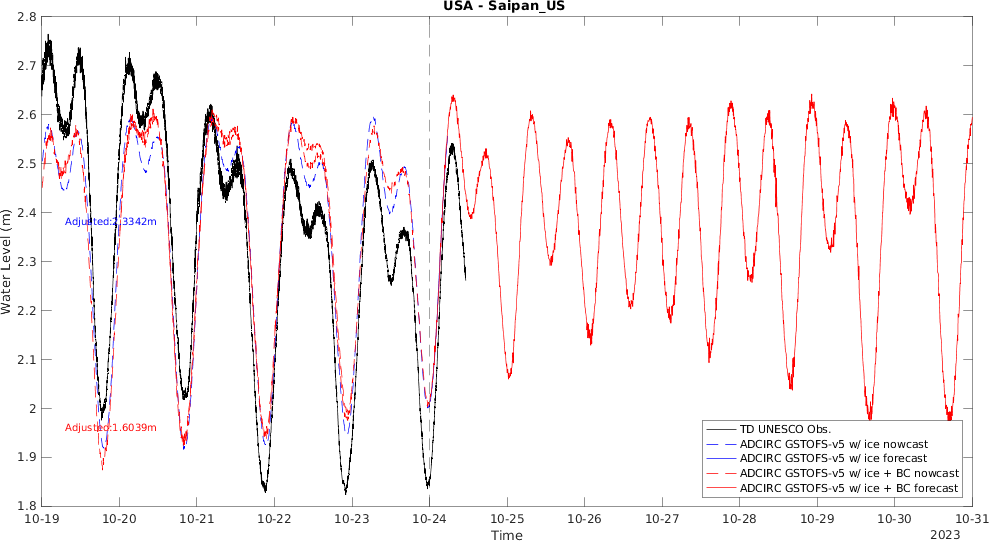 USA - Saipan_US
2.8
2.7
2.6
2.5
2.4
2.3
2.2
2.1
2
1.9
1.8
Water Level (m)
Adjusted:2.3342m
Adjusted:1.6039m
TD UNESCO Obs.
ADCIRC GSTOFS-v5 w/ ice nowcast
ADCIRC GSTOFS-v5 w/ ice forecast
ADCIRC GSTOFS-v5 w/ ice + BC nowcast
ADCIRC GSTOFS-v5 w/ ice + BC forecast
10-19 10-20 10-21 10-22 10-23 10-24 10-25 10-26 10-27 10-28 10-29 10-30 10-31
Time
2023